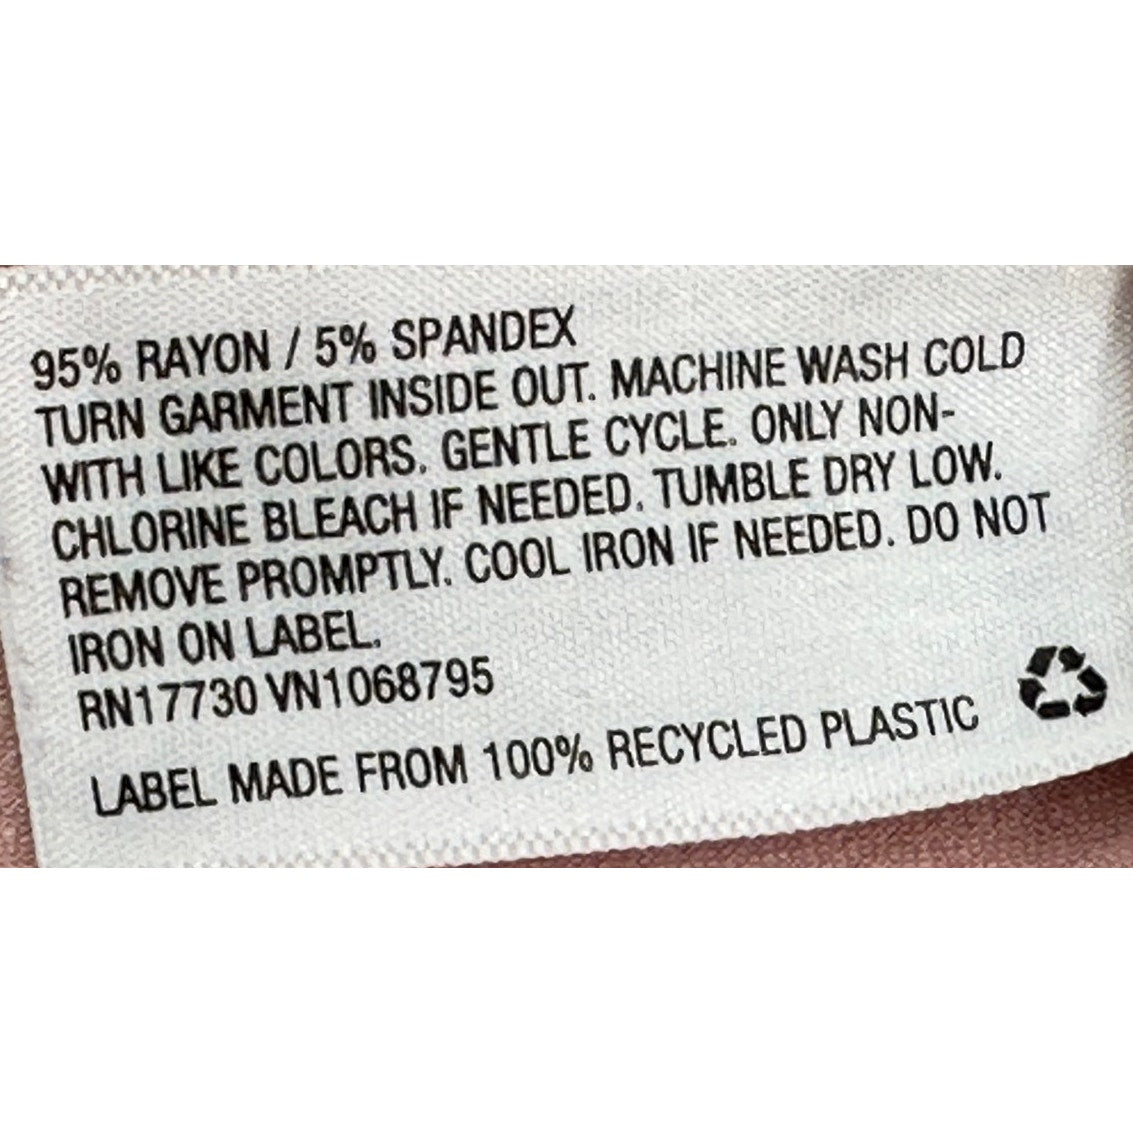 95% RAYON / 5% SPANDEX
TURN GARMENT INSIDE OUT. MACHINE WASH COLD
WITH LIKE COLORS. GENTLE CYCLE. ONLY NON-
CHLORINE BLEACH IF NEEDED. TUMBLE DRY LOW.
REMOVE PROMPTLY. COOL IRON IF NEEDED. DO NOT
IRON ON LABEL.
RN17730 VN1068795
LABEL MADE FROM 100% RECYCLED PLASTIC